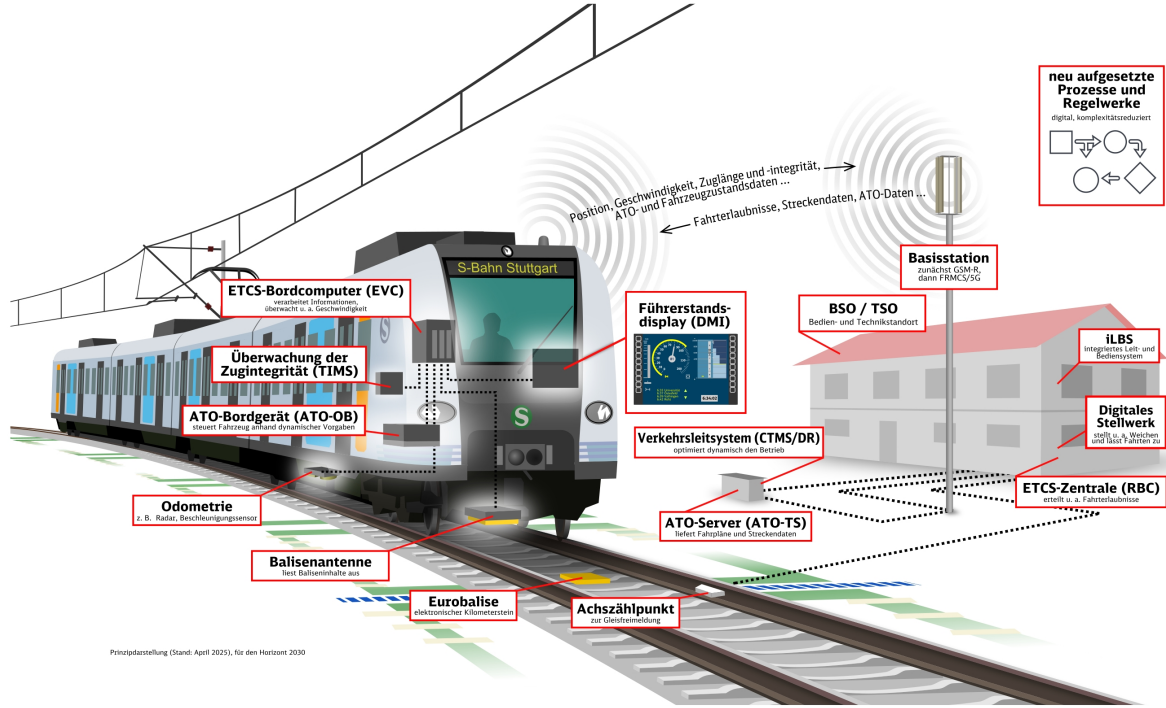 neu aufgesetzte
Prozesse und
Regelwerke
digital, komplexitätsreduziert
Position, Geschwindigkeit, Zuglänge und -integrität,
ATO- und Fahrzeugzustandsdaten ...
Fahrterlaubnisse, Streckendaten, ATO-Daten ...
Basisstation
zunächst GSM-R,
dann FRMCS/5G
S-Bahn Stuttgart
ETCS-Bordcomputer (EVC)
verarbeitet Informationen,
überwacht u. a. Geschwindigkeit
Führerstands-
display (DMI)
BSO / TSO
Bedien- und Technikstandort
iLBS
integriertes Leit- und
Bediensystem
Überwachung der
Zugintegrität (TIMS)
ATO-Bordgerät (ATO-OB)
steuert Fahrzeug anhand dynamischer Vorgaben
S
Digitales
Stellwerk
stellt u. a. Weichen
und lässt Fahrten zu
Verkehrsleitsystem (CTMS/DR)
optimiert dynamisch den Betrieb
ETCS-Zentrale (RBC)
erteilt u. a. Fahrterlaubnisse
Odometrie
z. B. Radar, Beschleunigungssensor
ATO-Server (ATO-TS)
liefert Fahrpläne und Streckendaten
Balisenantenne
liest Baliseninhalte aus
Eurobalise
elektronischer Kilometerstein
Achszählpunkt
zur Gleisfreimeldung
Prinzipdarstellung (Stand: April 2025), für den Horizont 2030